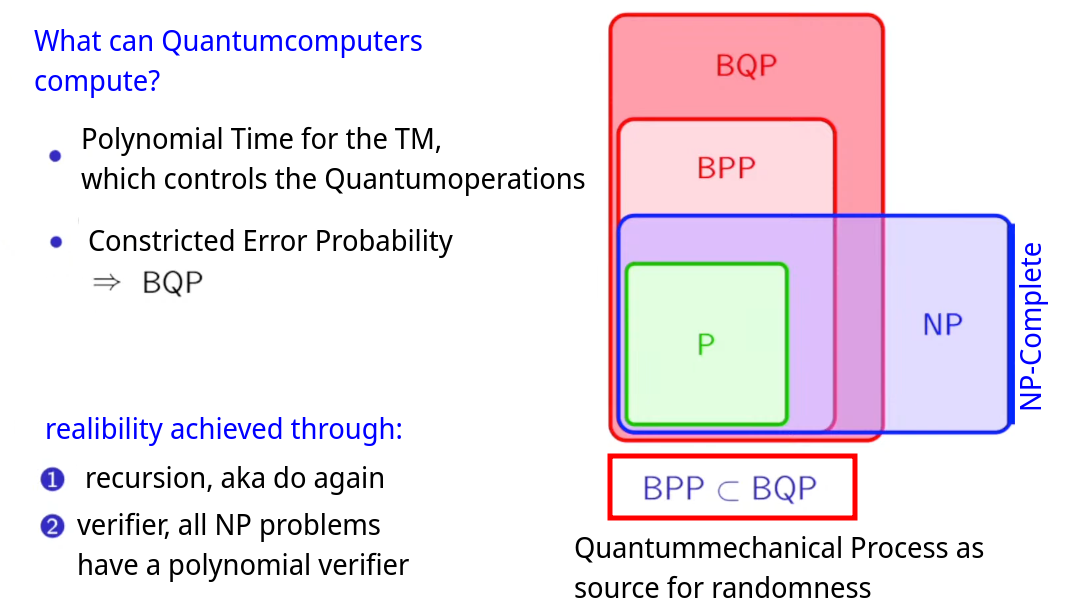 What can Quantumcomputers
compute?
Polynomial Time for the TM,
which controls the Quantumoperations
Constricted Error Probability
⇒ BQP
realibility achieved through:
1 recursion, aka do again
2 verifier, all NP problems
have a polynomial verifier
BQP
BPP
P
NP
NP-Complete
BPP ⊂ BQP
Quantummechanical Process as
source for randomness